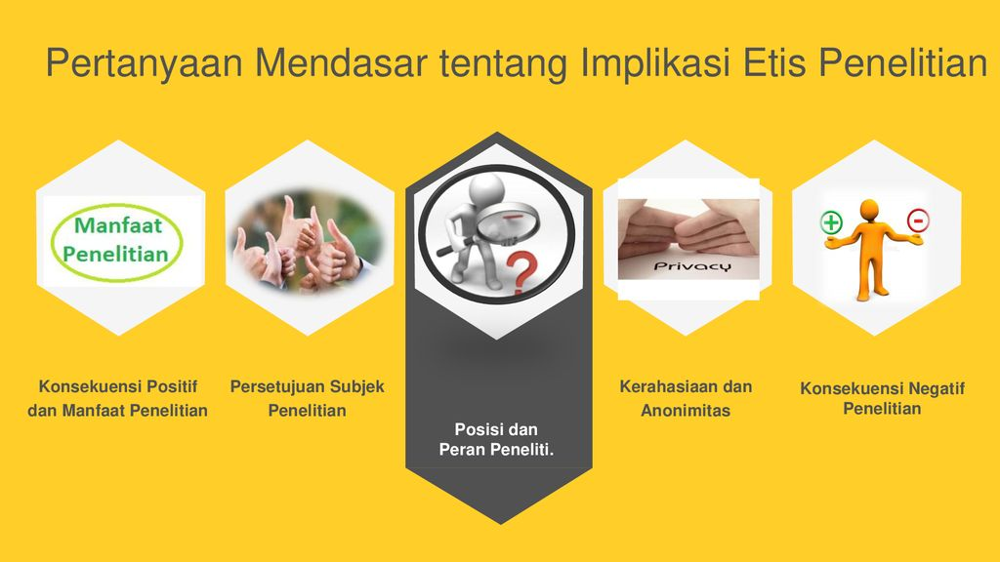 Pertanyaan Mendasar tentang Implikasi Etis Penelitian
Manfaat
Penelitian
?
Privacy
+
-
Konsekuensi Positif
dan Manfaat Penelitian
Persetujuan Subjek
Penelitian
Posisi dan
Peran Peneliti.
Kerahasiaan dan
Anonimitas
Konsekuensi Negatif
Penelitian